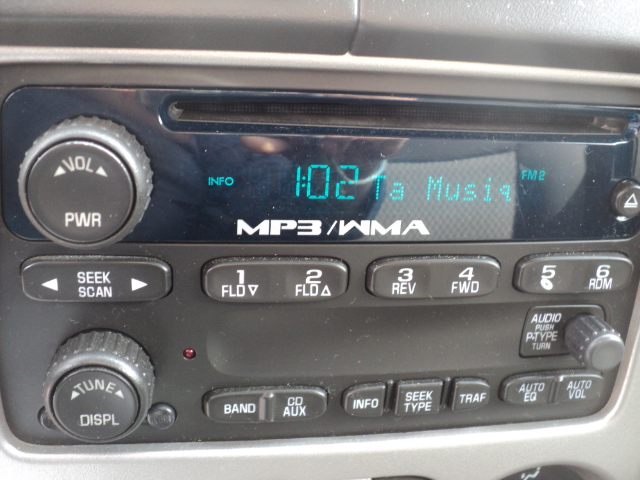 VOL
PWR
INFO 1:02 Ta Musiq FM2
MP3/WMA
SEEK
SCAN
1
FLD
2
FLD
3
REV
4
FWD
5
6
RDM
AUDIO
PUSH
P-TYPE
TURN
TUNE
DISPL
BAND
CD
AUX
INFO
SEEK
TYPE
TRAF
AUTO
EQ
AUTO
VOL